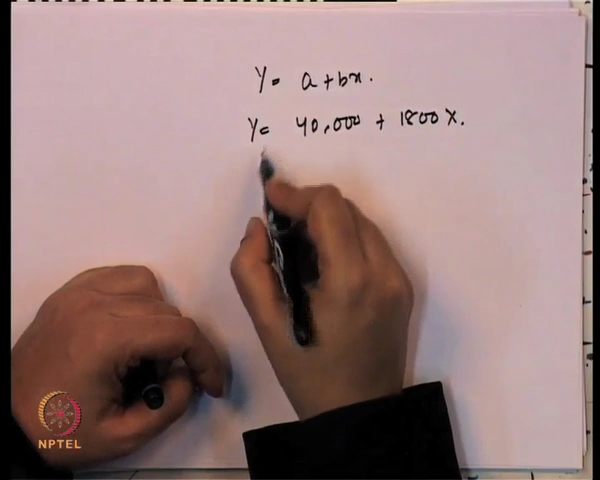 Y = a + bx.
Y = 40,000 + 1800 X.
NPTEL